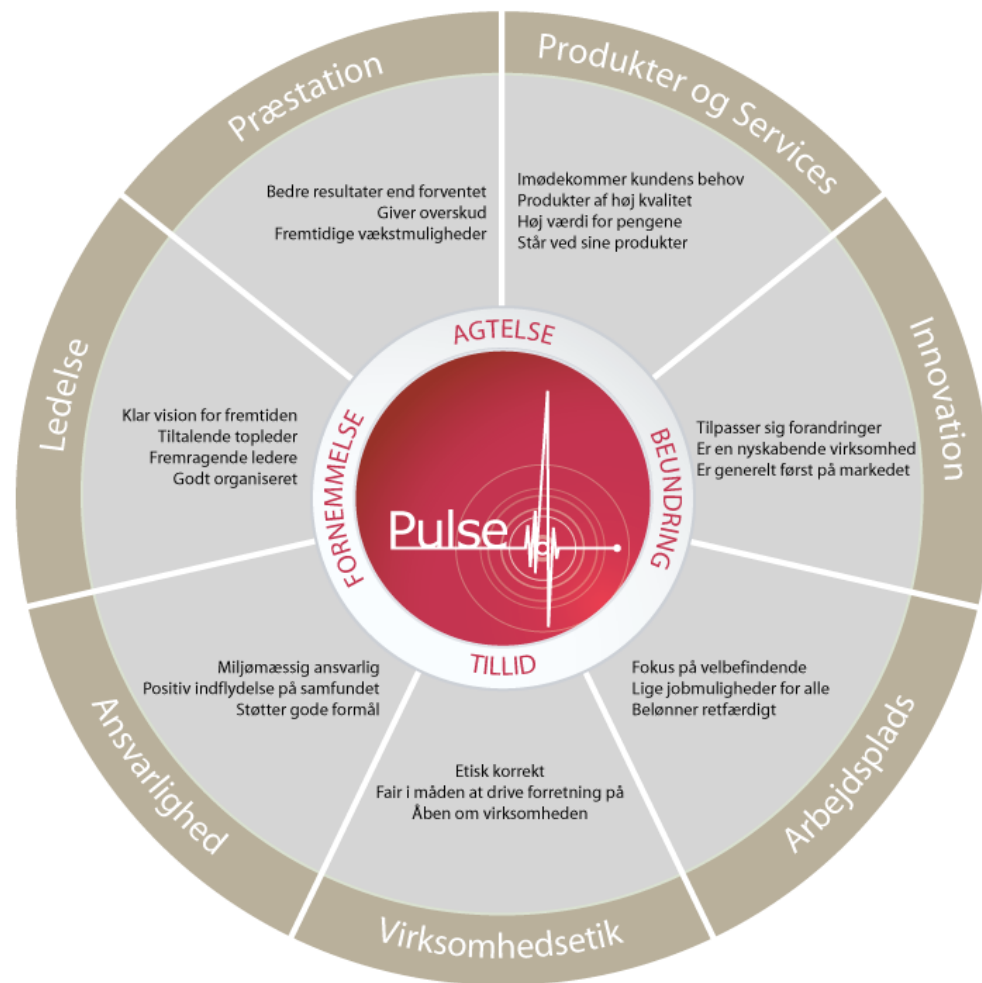 Produkter og Services
Imødekommer kundens behov
Produkter af høj kvalitet
Høj værdi for pengene
Står ved sine produkter
Innovation
Tilpasser sig forandringer
Er en nyskabende virksomhed
Er generelt først på markedet
Arbejdsplads
Fokus på velbefindende
Lige jobmuligheder for alle
Belønner retfærdigt
Virksomhedsetik
Etisk korrekt
Fair i måden at drive forretning på
Åben om virksomheden
Ansvarlighed
Miljømæssig ansvarlig
Positiv indflydelse på samfundet
Støtter gode formål
Ledelse
Klar vision for fremtiden
Tiltalende topleder
Fremragende ledere
Godt organiseret
Præstation
Bedre resultater end forventet
Giver overskud
Fremtidige vækstmuligheder
AGTELSE
BEUNDRING
TILLID
FORNEMMELSE
Pulse